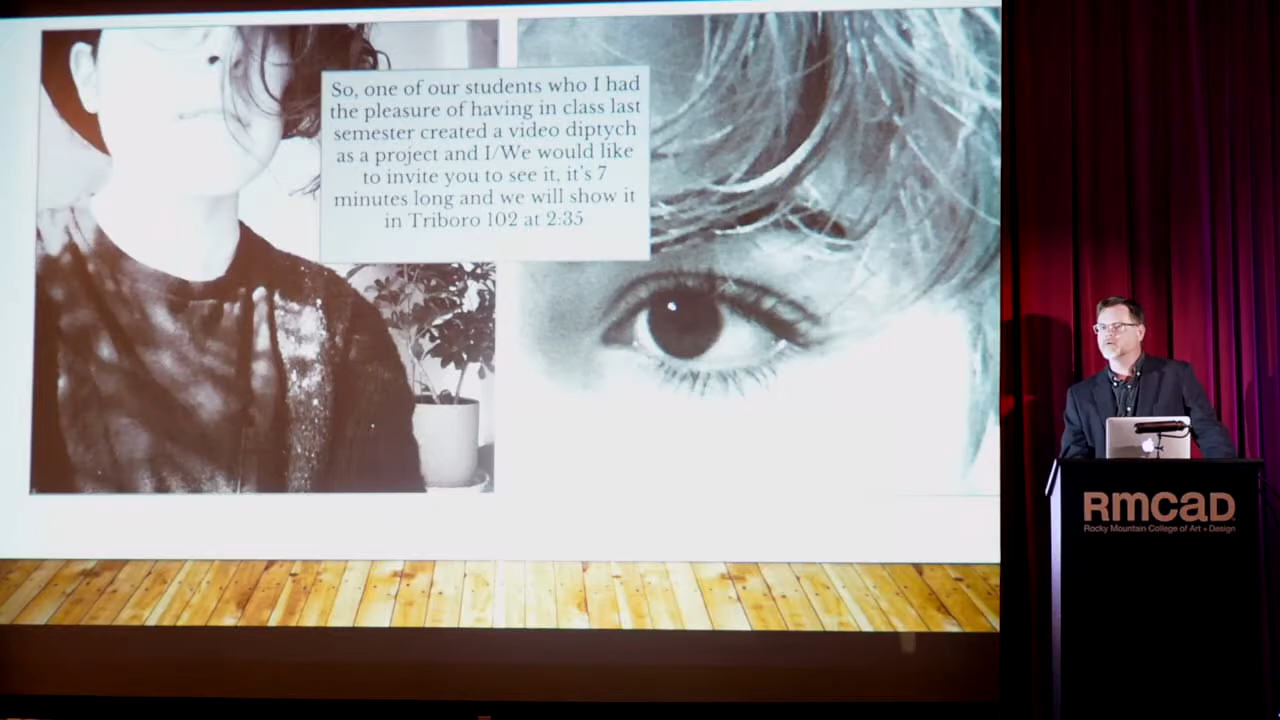 So, one of our students who I had
the pleasure of having in class last
semester created a video diptych
as a project and I/We would like
to invite you to see it, it's 7
minutes long and we will show it
in Triboro 102 at 2:35
RMCAD
Rocky Mountain College of Art + Design